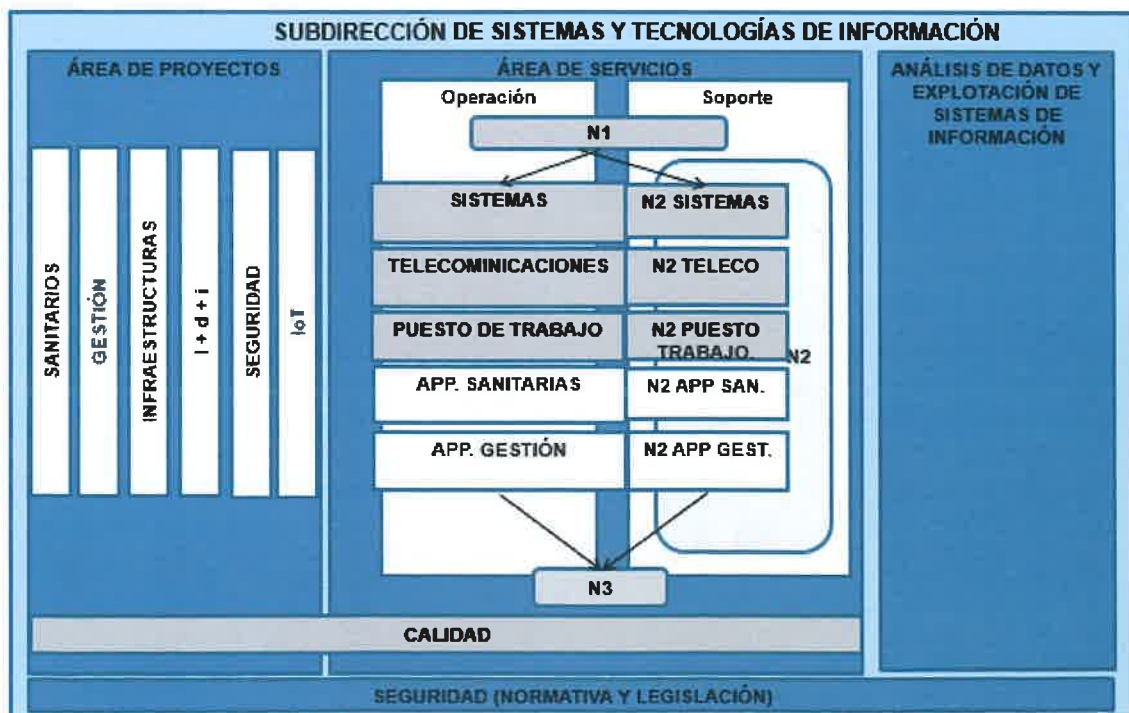 SUBDIRECCIÓN DE SISTEMAS Y TECNOLOGÍAS DE INFORMACIÓN
ÁREA DE PROYECTOS
SANITARIOS
GESTIÓN
INFRAESTRUCTURAS
I + d + i
SEGURIDAD
IoT
ÁREA DE SERVICIOS
Operación
Soporte
N1
SISTEMAS
N2 SISTEMAS
TELECOMINICACIONES
N2 TELECO
PUESTO DE TRABAJO
N2 PUESTO
TRABAJO.
N2
APP. SANITARIAS
N2 APP SAN.
APP. GESTIÓN
N2 APP GEST.
N3
CALIDAD
ANÁLISIS DE DATOS Y
EXPLOTACIÓN DE
SISTEMAS DE
INFORMACIÓN
SEGURIDAD (NORMATIVA Y LEGISLACIÓN)